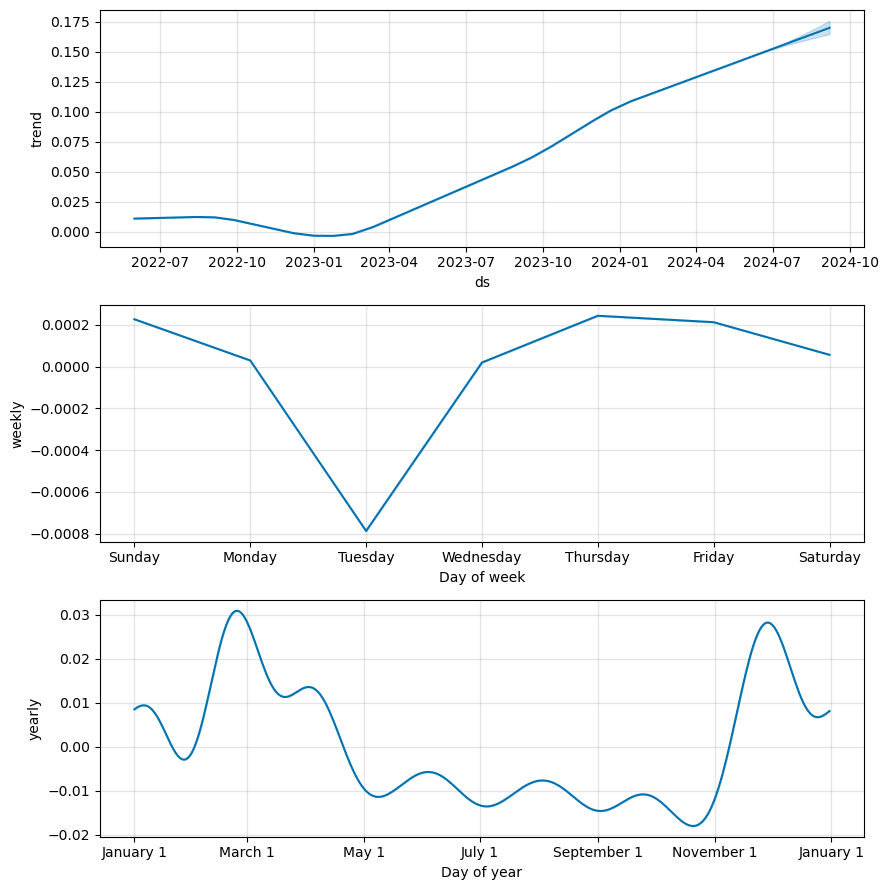 0.175
0.150
0.125
0.100
0.075
0.050
0.025
0.000
trend
2022-07 2022-10 2023-01 2023-04 2023-07 2023-10 2024-01 2024-04 2024-07 2024-10
ds
0.0002
0.0000
−0.0002
−0.0004
−0.0006
−0.0008
weekly
Sunday Monday Tuesday Wednesday Thursday Friday Saturday
Day of week
0.03
0.02
0.01
0.00
−0.01
−0.02
yearly
January 1 March 1 May 1 July 1 September 1 November 1 January 1
Day of year